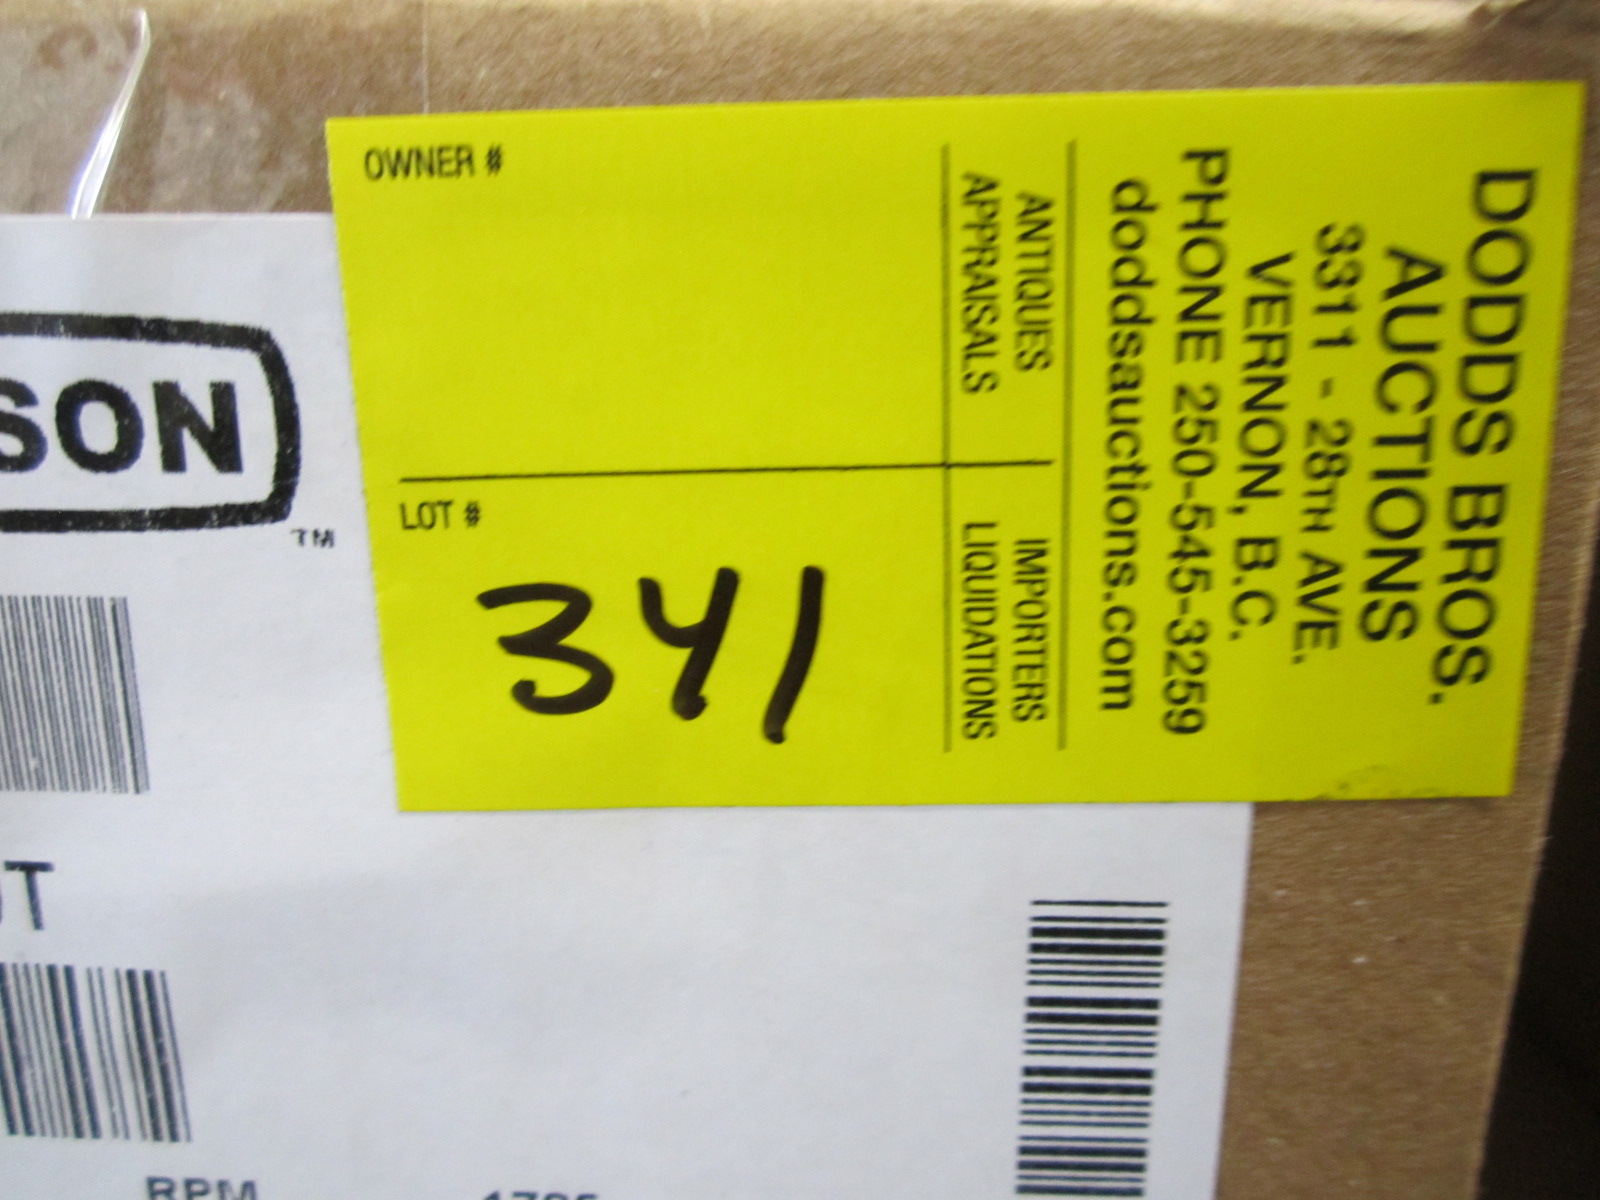 DODDS BROS.
AUCTIONS
3311 - 28TH AVE.
VERNON, B.C.
PHONE 250-545-3259
doddsauctions.com
ANTIQUES IMPORTERS
APPRAISALS LIQUIDATIONS
OWNER #
LOT #
341
SON
TM
RPM